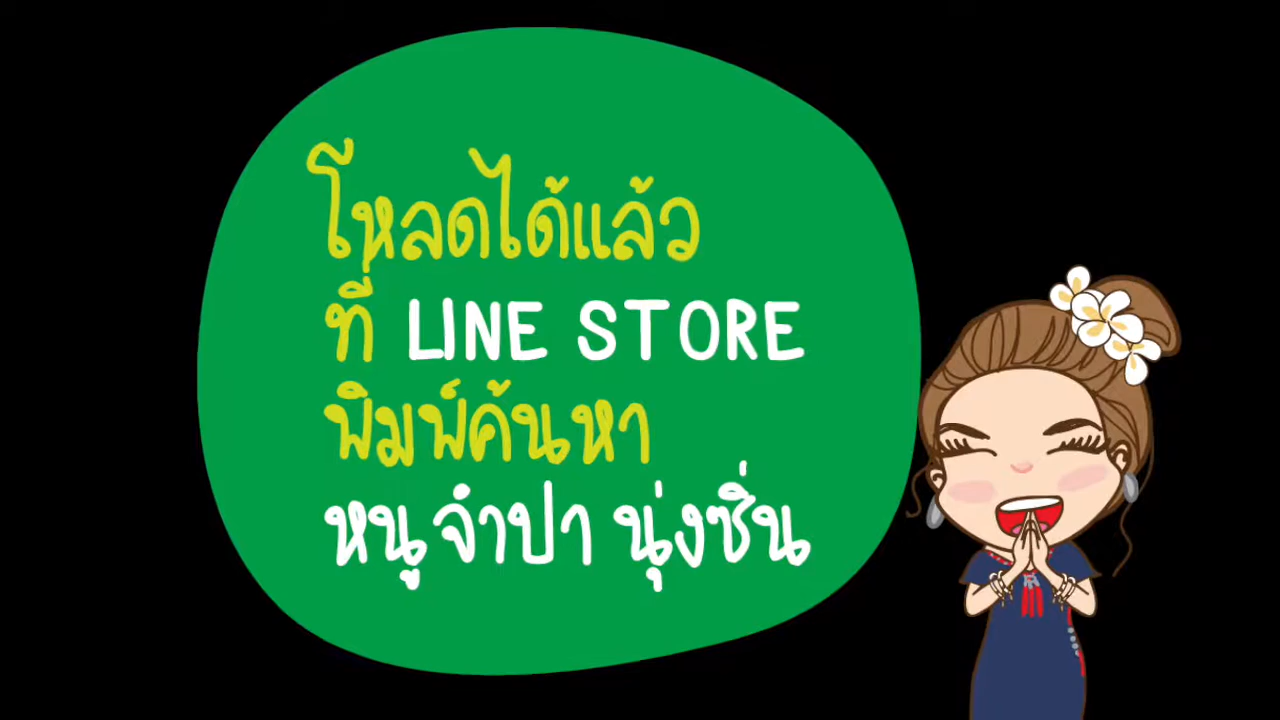 โหลดได้แล้ว
ที่ LINE STORE
พิมพ์ค้นหา
หนู จำปา นุ่งซิ่น